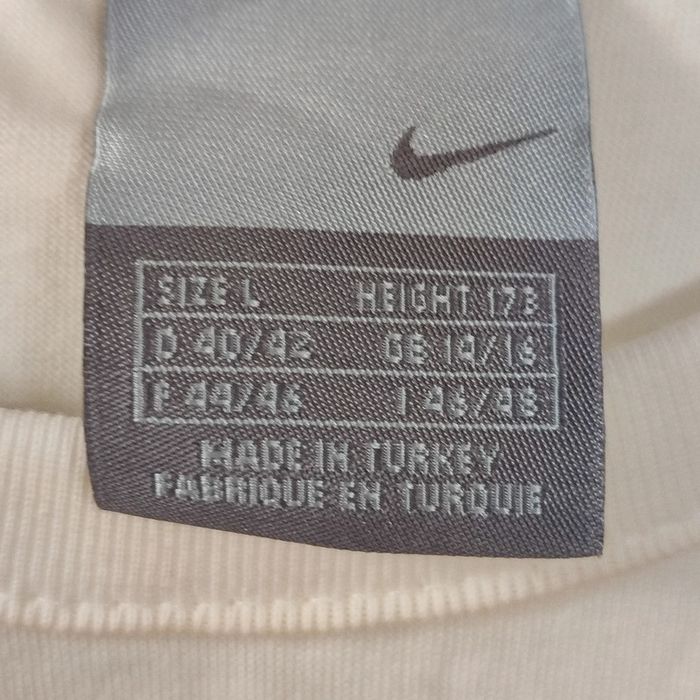 SIZE L HEIGHT 173
D 40/42 GB 14/16
F 44/46 I 46/48
MADE IN TURKEY
FABRIQUE EN TURQUIE